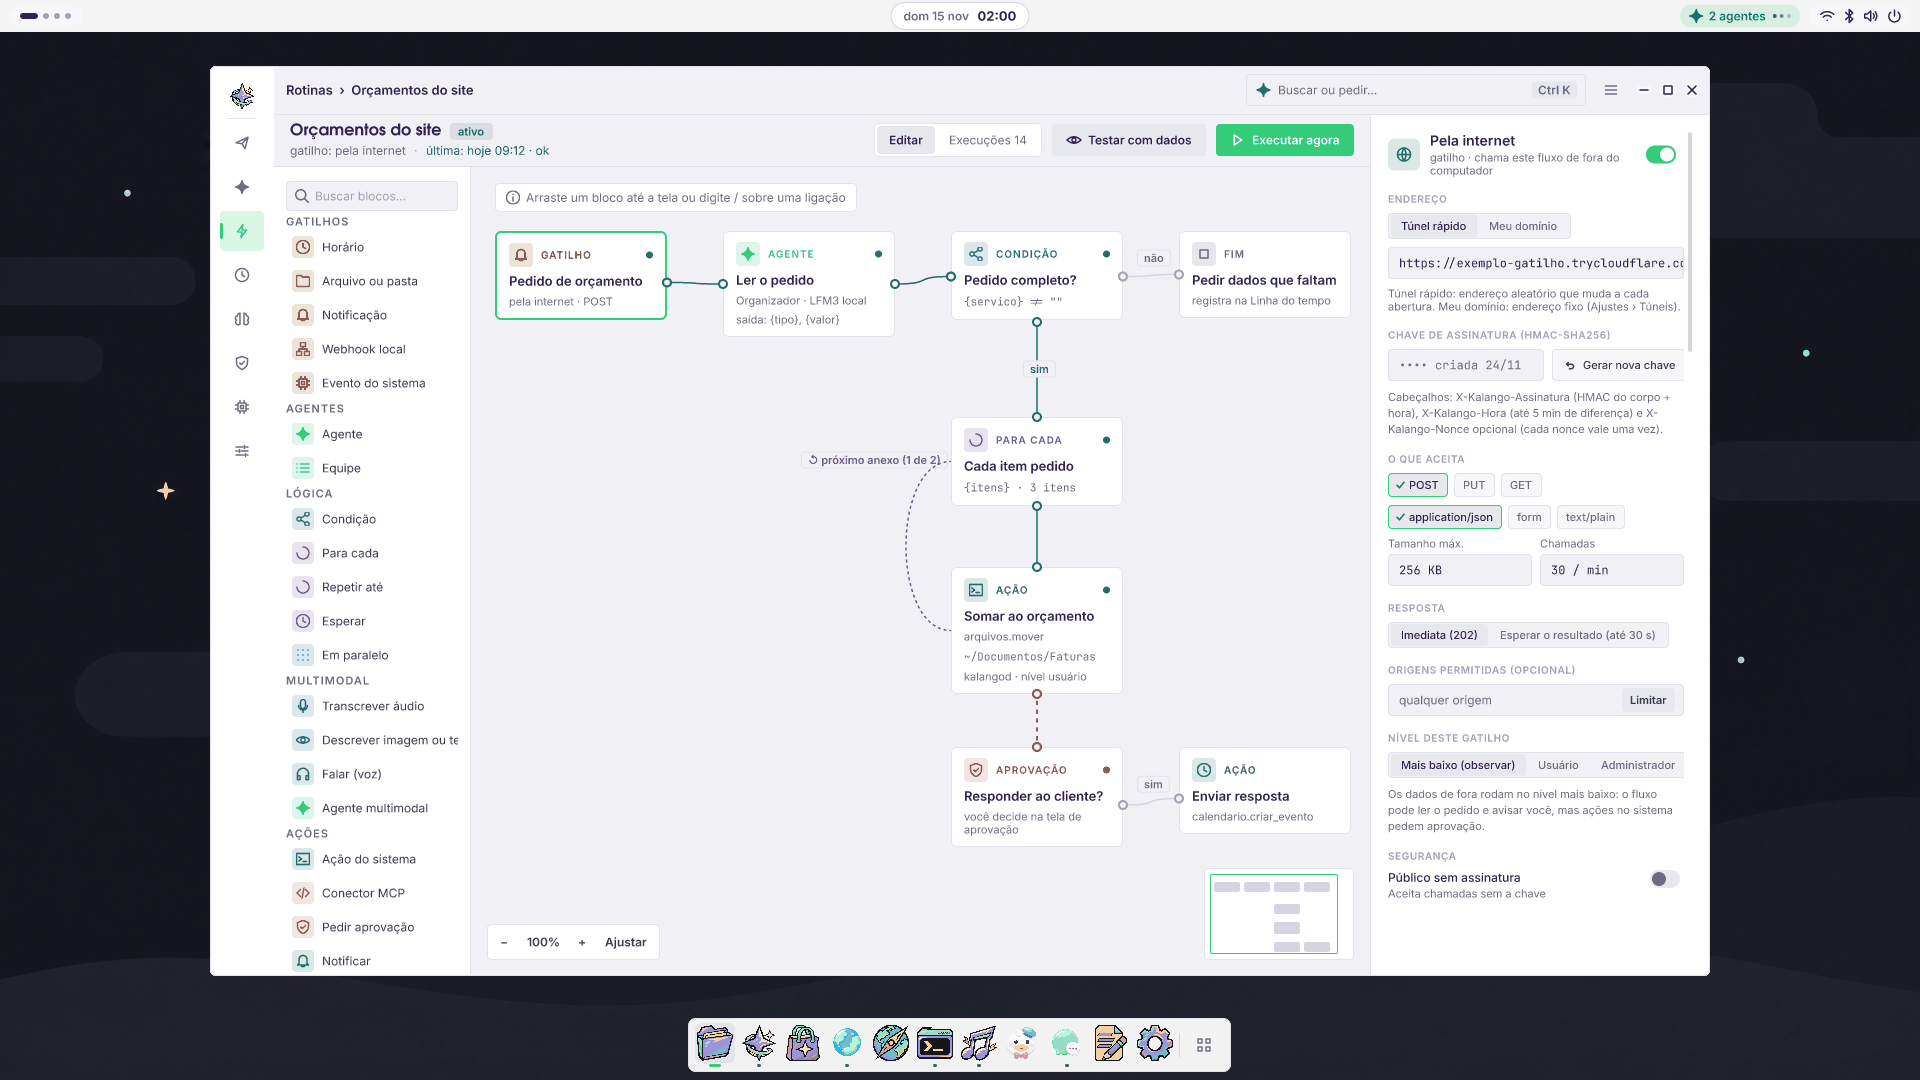 dom 15 nov 02:00
2 agentes
Rotinas › Orçamentos do site
Buscar ou pedir...
Ctrl K
Orçamentos do site
ativo
gatilho: pela internet · última: hoje 09:12 · ok
Editar
Execuções 14
Testar com dados
Executar agora
Buscar blocos...
GATILHOS
Horário
Arquivo ou pasta
Notificação
Webhook local
Evento do sistema
AGENTES
Agente
Equipe
LÓGICA
Condição
Para cada
Repetir até
Esperar
Em paralelo
MULTIMODAL
Transcrever áudio
Descrever imagem ou te
Falar (voz)
Agente multimodal
AÇÕES
Ação do sistema
Conector MCP
Pedir aprovação
Notificar
Arraste um bloco até a tela ou digite / sobre uma ligação
GATILHO
Pedido de orçamento
pela internet · POST
AGENTE
Ler o pedido
Organizador · LFM3 local
saída: {tipo}, {valor}
CONDIÇÃO
Pedido completo?
{servico} ≠ ""
não
FIM
Pedir dados que faltam
registra na Linha do tempo
sim
próximo anexo (1 de 2)
PARA CADA
Cada item pedido
{itens} · 3 itens
AÇÃO
Somar ao orçamento
arquivos.mover
~/Documentos/Faturas
kalangod · nível usuário
APROVAÇÃO
Responder ao cliente?
você decide na tela de
aprovação
sim
AÇÃO
Enviar resposta
calendario.criar_evento
− 100% + Ajustar
Pela internet
gatilho · chama este fluxo de fora do
computador
ENDEREÇO
Túnel rápido
Meu domínio
https://exemplo-gatilho.trycloudflare.cc
Túnel rápido: endereço aleatório que muda a cada
abertura. Meu domínio: endereço fixo (Ajustes › Túneis).
CHAVE DE ASSINATURA (HMAC-SHA256)
•••• criada 24/11
Gerar nova chave
Cabeçalhos: X-Kalango-Assinatura (HMAC do corpo +
hora), X-Kalango-Hora (até 5 min de diferença) e X-
Kalango-Nonce opcional (cada nonce vale uma vez).
O QUE ACEITA
POST
PUT
GET
application/json
form
text/plain
Tamanho máx.
Chamadas
256 KB
30 / min
RESPOSTA
Imediata (202)
Esperar o resultado (até 30 s)
ORIGENS PERMITIDAS (OPCIONAL)
qualquer origem
Limitar
NÍVEL DESTE GATILHO
Mais baixo (observar)
Usuário
Administrador
Os dados de fora rodam no nível mais baixo: o fluxo
pode ler o pedido e avisar você, mas ações no sistema
pedem aprovação.
SEGURANÇA
Público sem assinatura
Aceita chamadas sem a chave